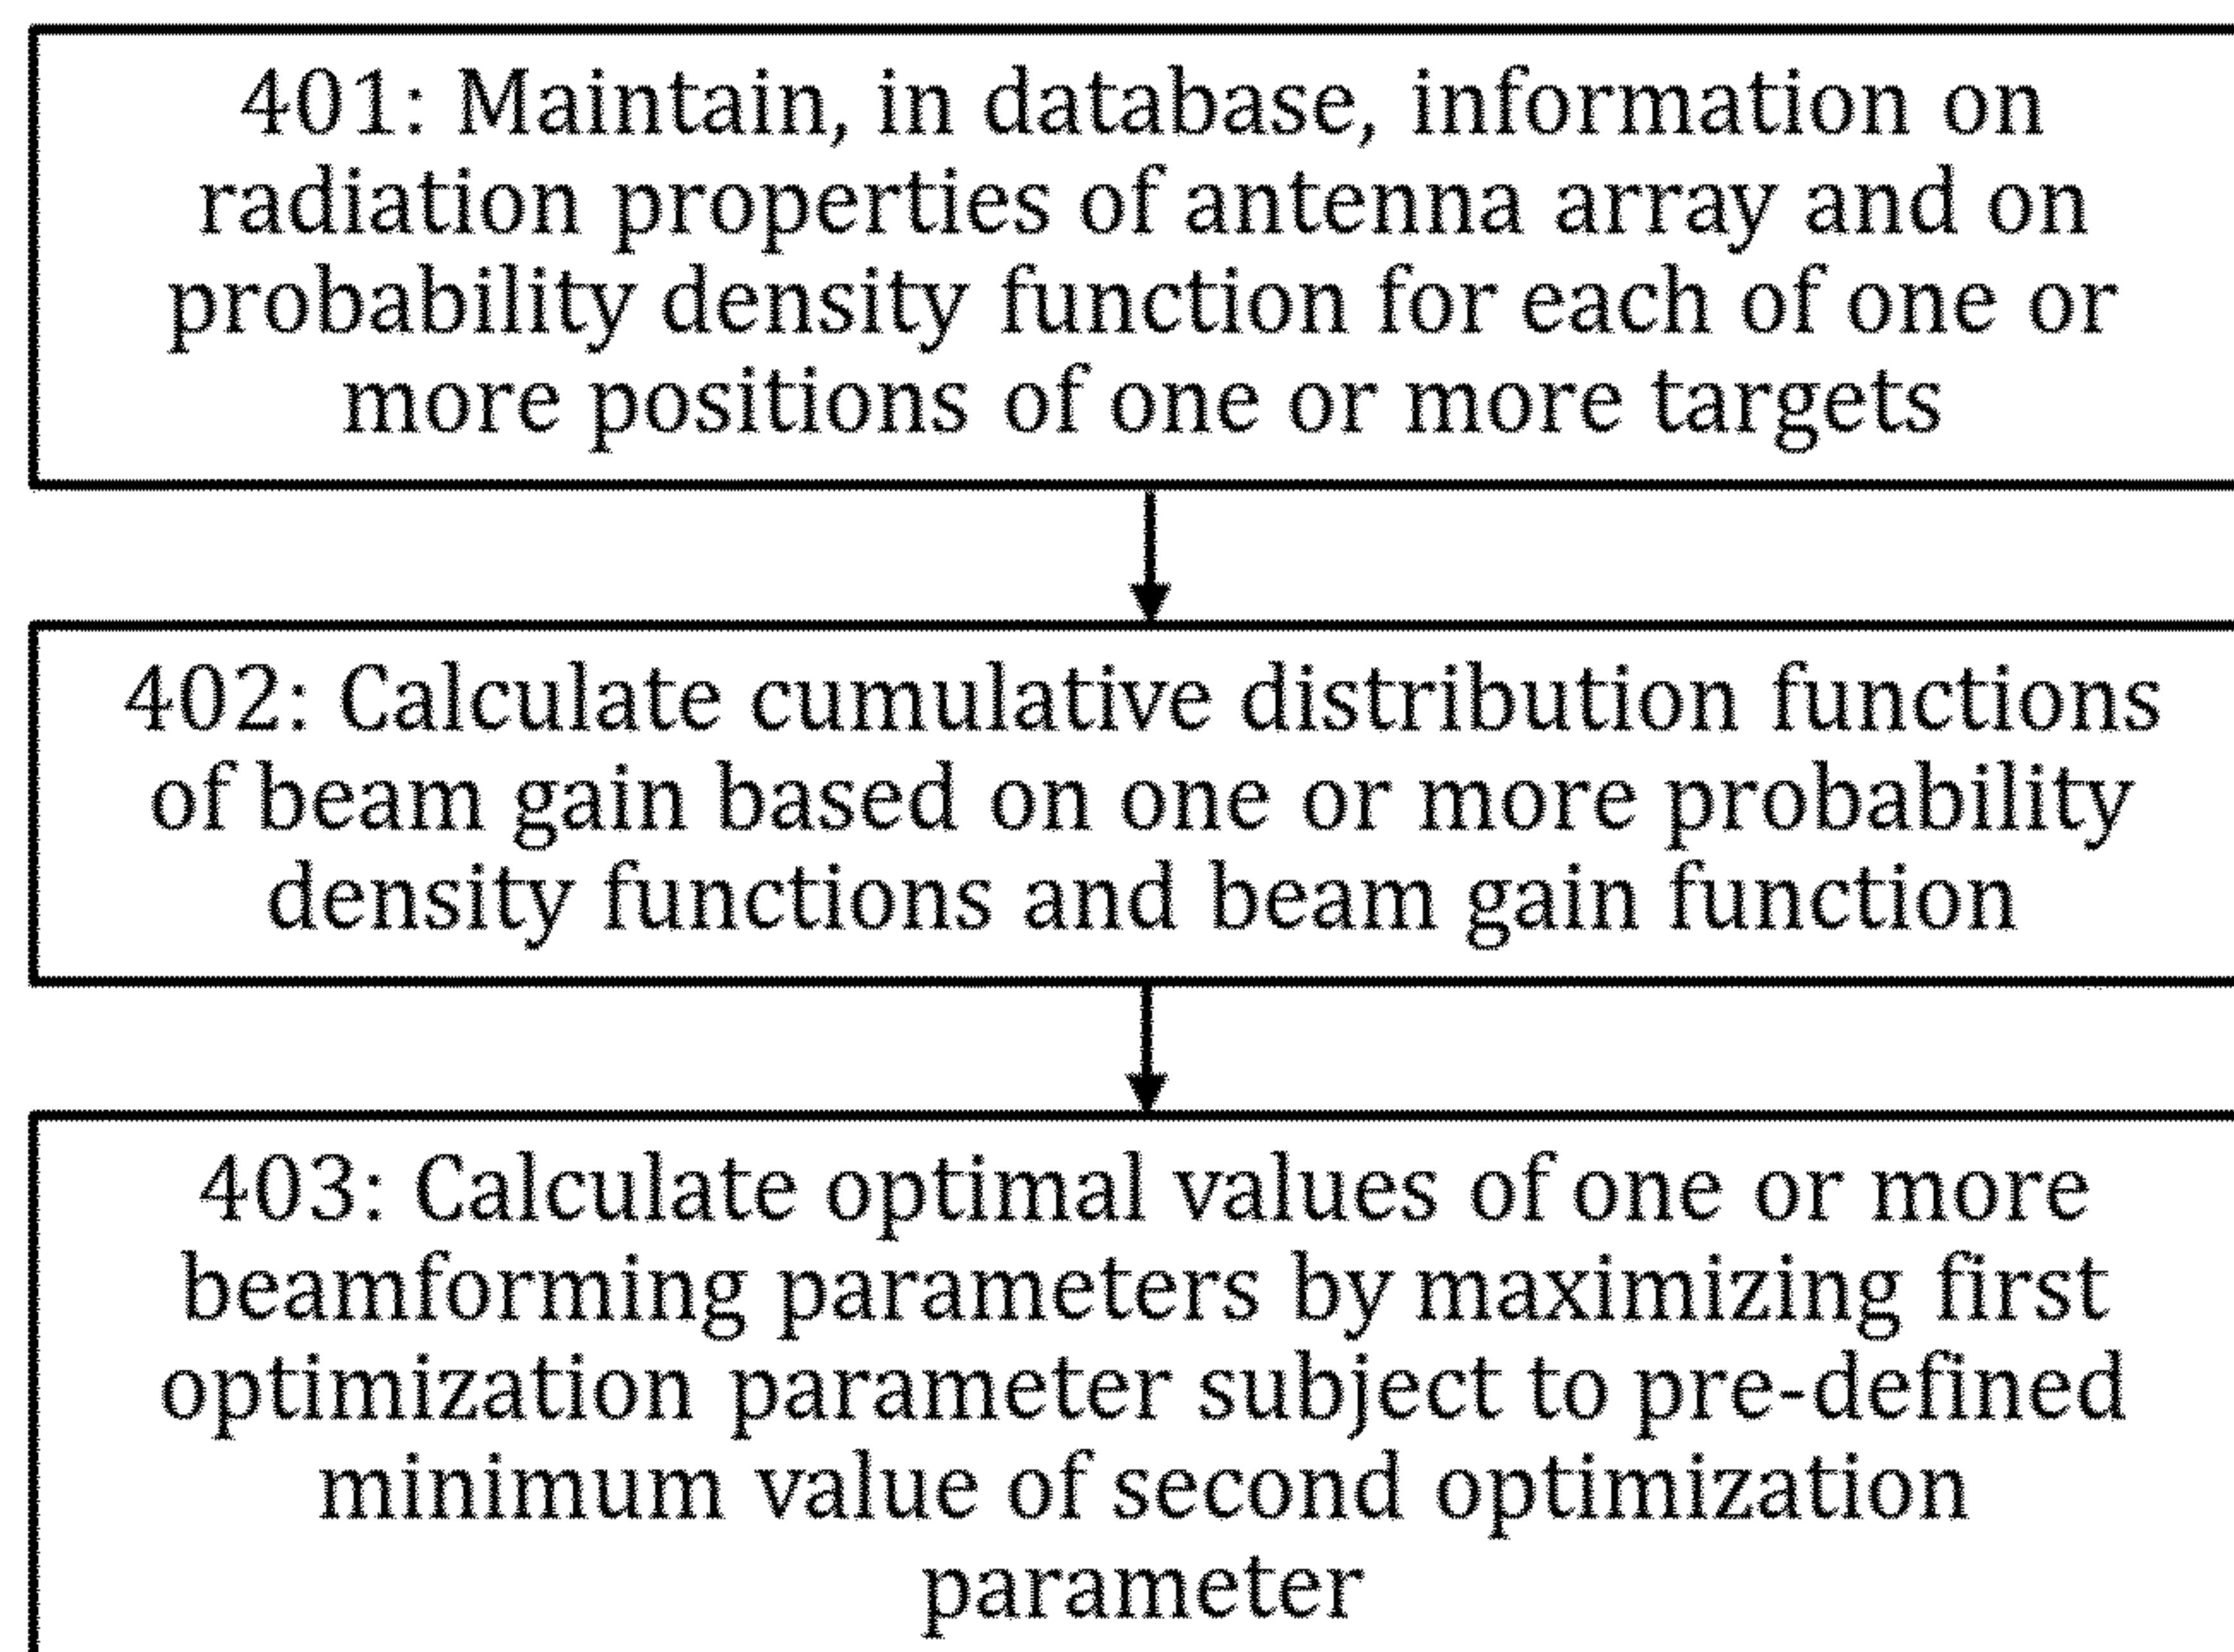 401: Maintain, in database, information on
radiation properties of antenna array and on
probability density function for each of one or
more positions of one or more targets
402: Calculate cumulative distribution functions
of beam gain based on one or more probability
density functions and beam gain function
403: Calculate optimal values of one or more
beamforming parameters by maximizing first
optimization parameter subject to pre-defined
minimum value of second optimization
parameter